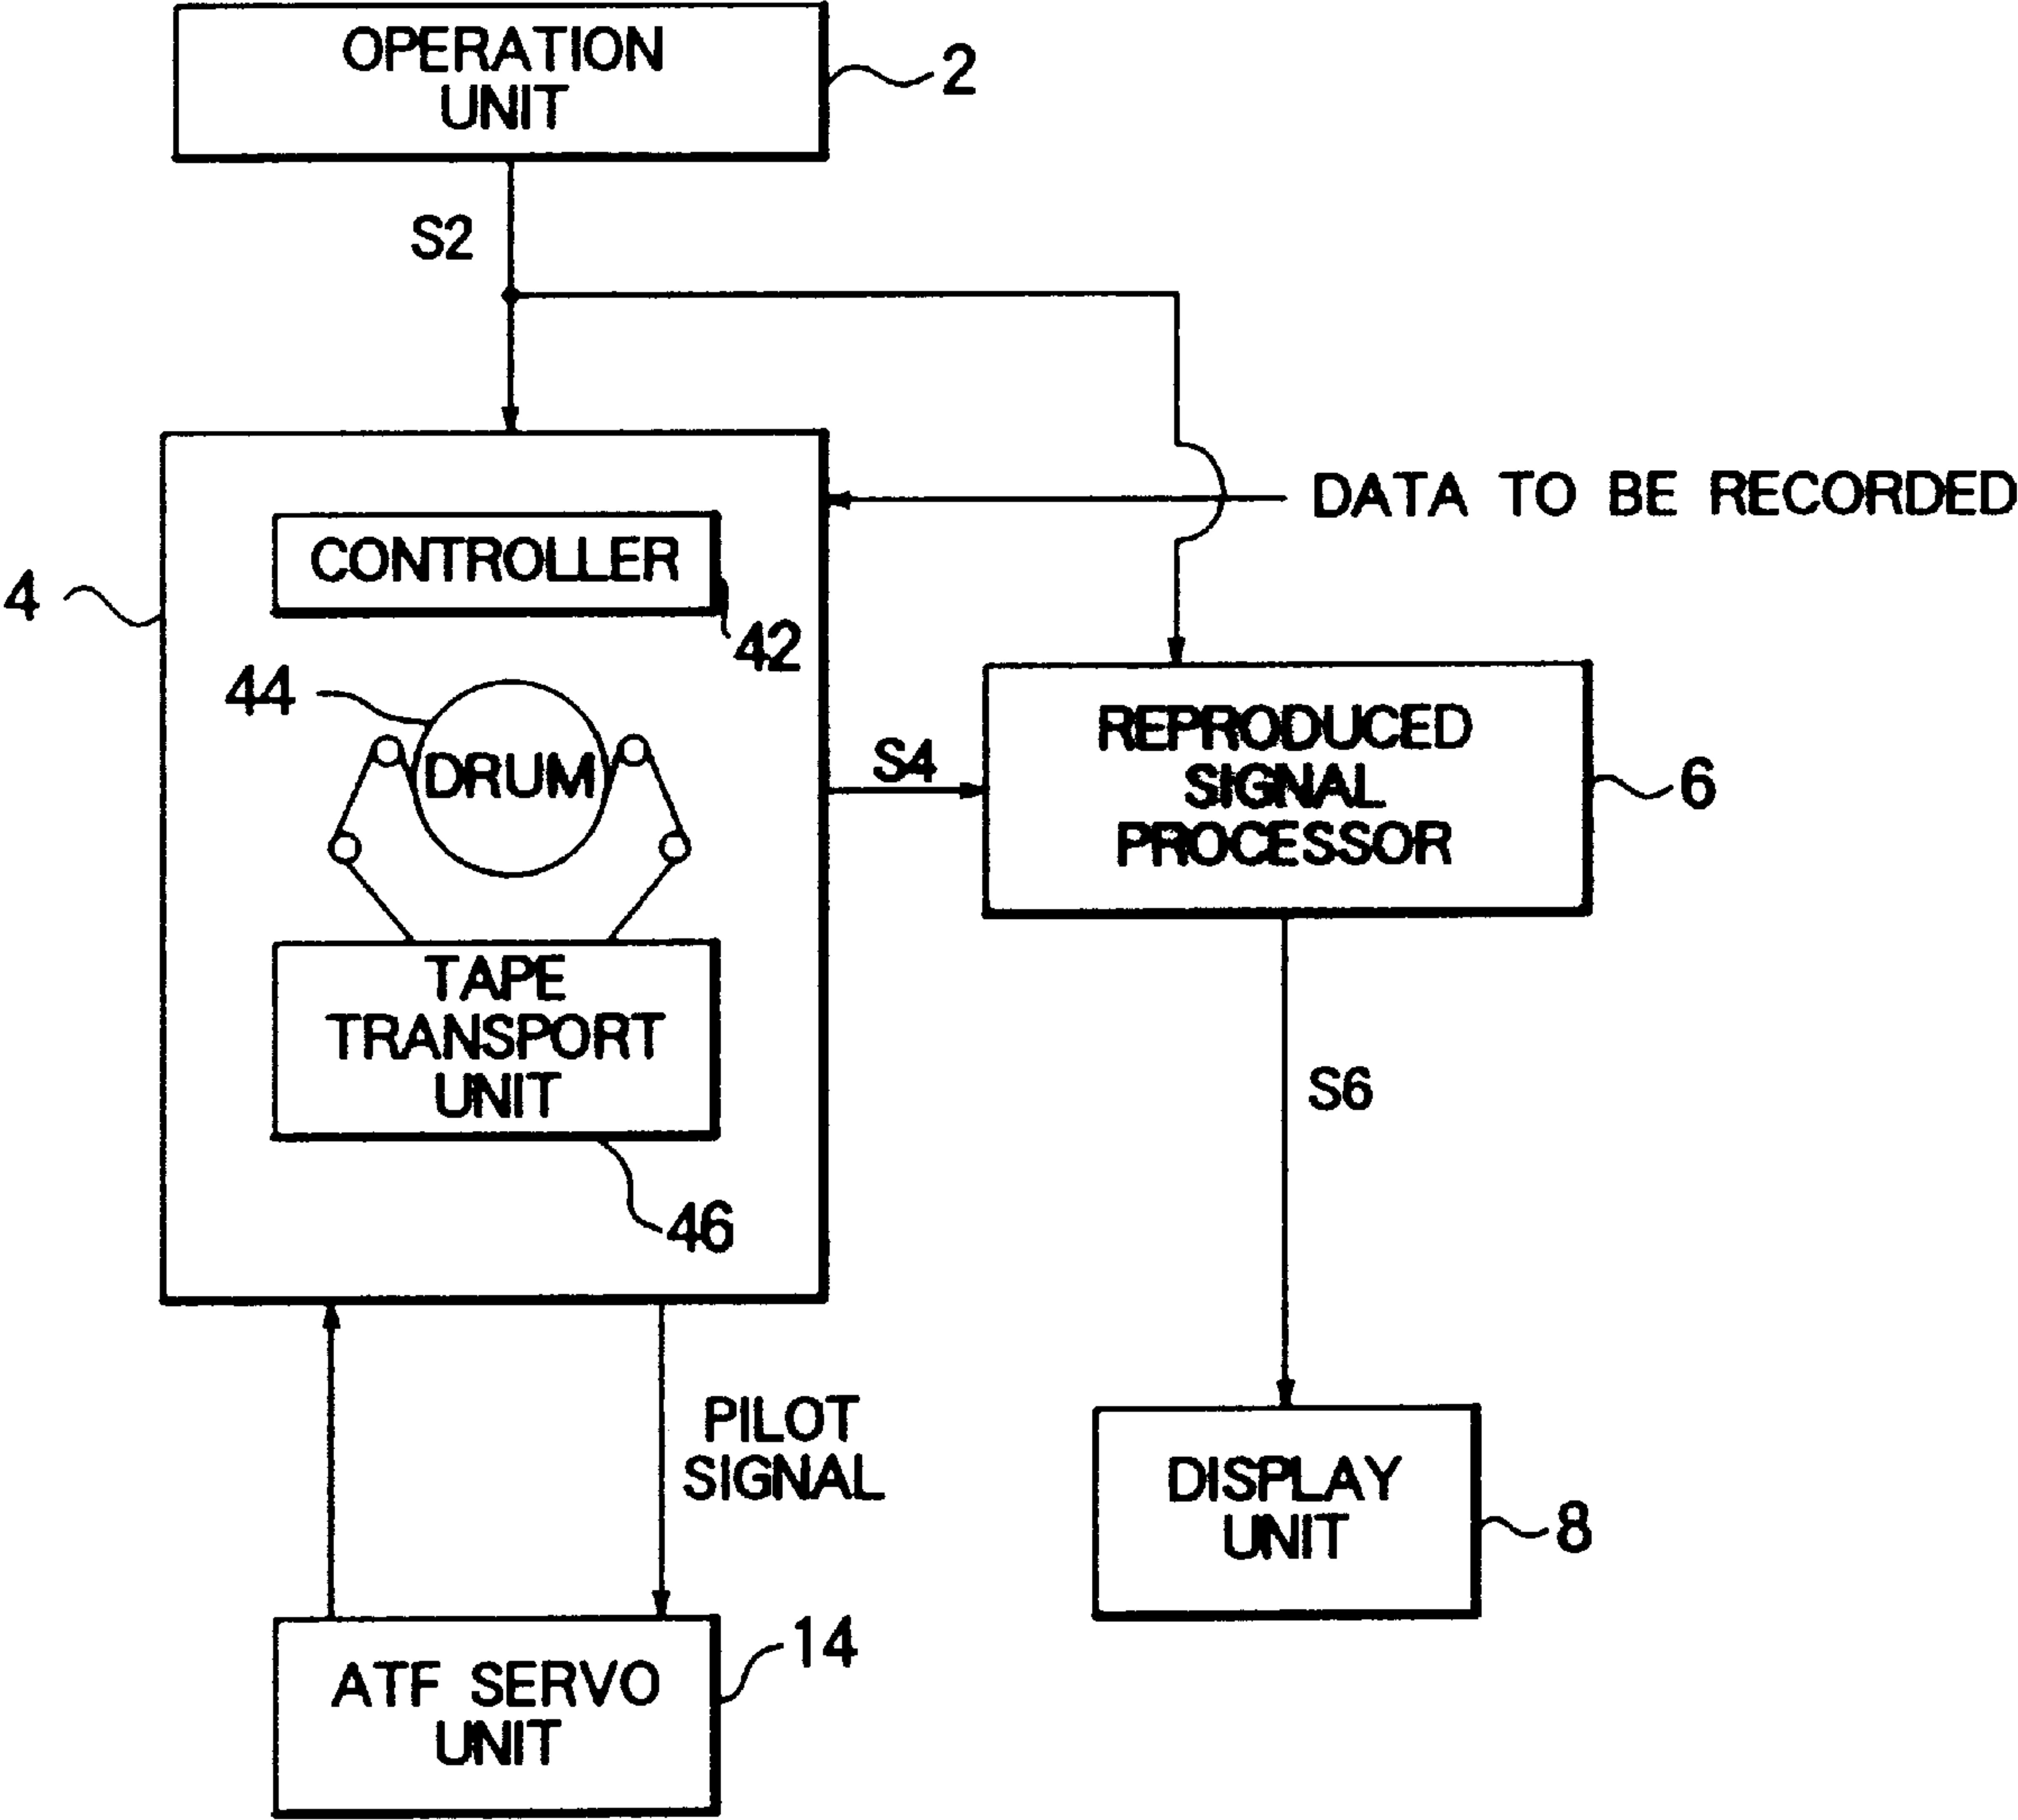 OPERATION
UNIT
2
S2
DATA TO BE RECORDED
CONTROLLER
4
42
44
DRUM
S4
REPRODUCED
SIGNAL
PROCESSOR
6
TAPE
TRANSPORT
UNIT
46
S6
PILOT
SIGNAL
DISPLAY
UNIT
8
14
ATF SERVO
UNIT